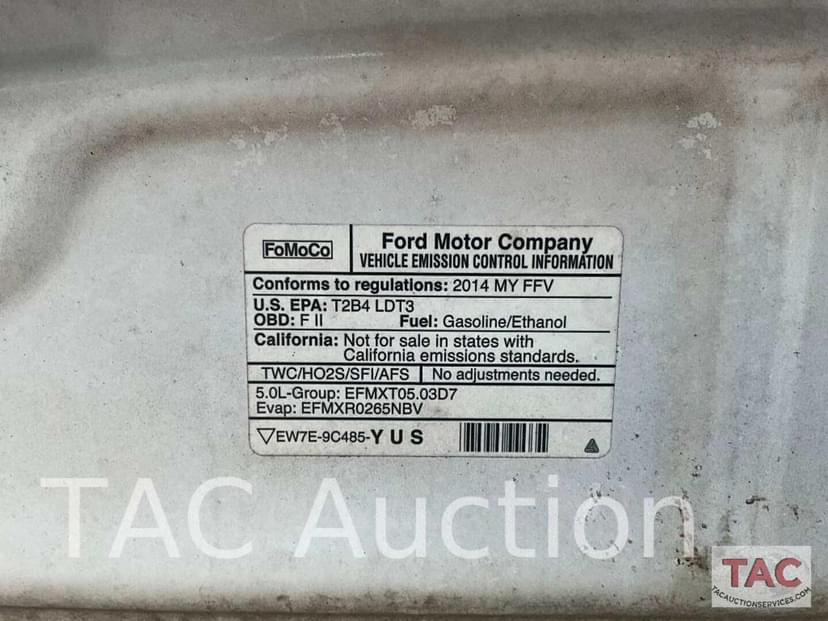 FoMoCo
Ford Motor Company
VEHICLE EMISSION CONTROL INFORMATION
Conforms to regulations: 2014 MY FFV
U.S. EPA: T2B4 LDT3
OBD: F II Fuel: Gasoline/Ethanol
California: Not for sale in states with
California emissions standards.
TWC/HO2S/SFI/AFS No adjustments needed.
5.0L-Group: EFMXT05.03D7
Evap: EFMXR0265NBV
EW7E-9C485-Y U S
TAC Auction
TAC
TACAUCTIONSERVICES.COM